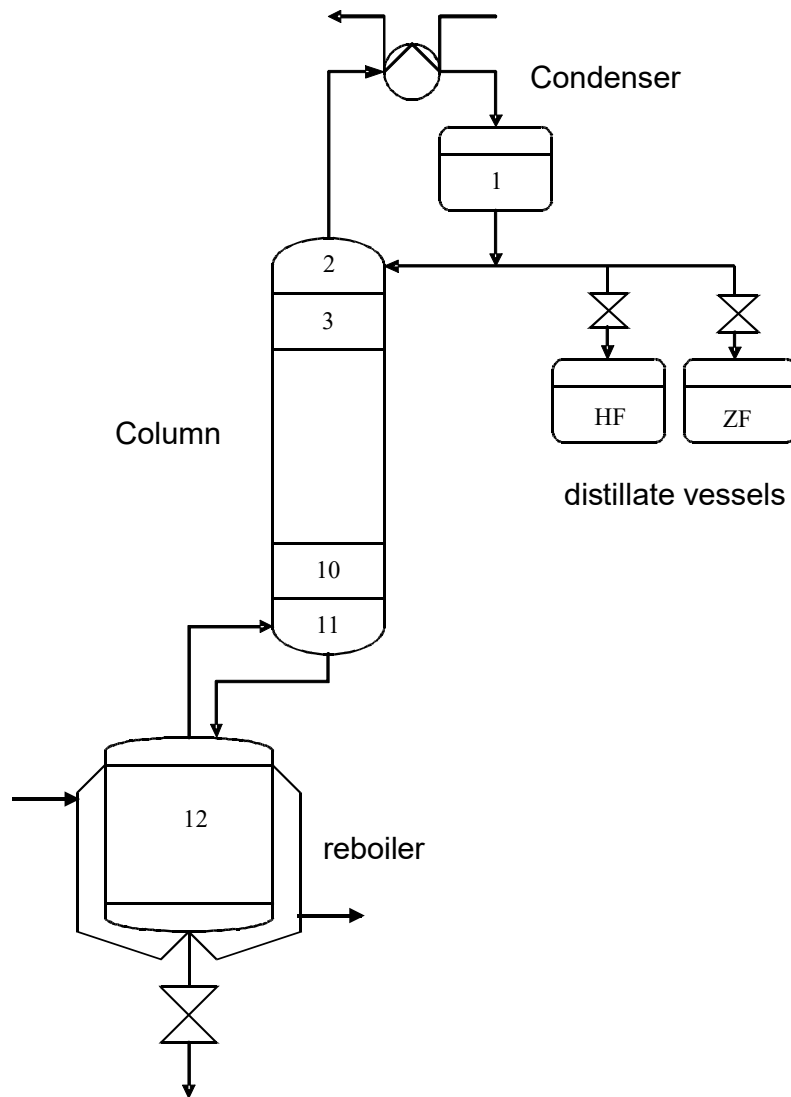 Condenser
1
2
3
Column
HF
ZF
distillate vessels
10
11
12
reboiler